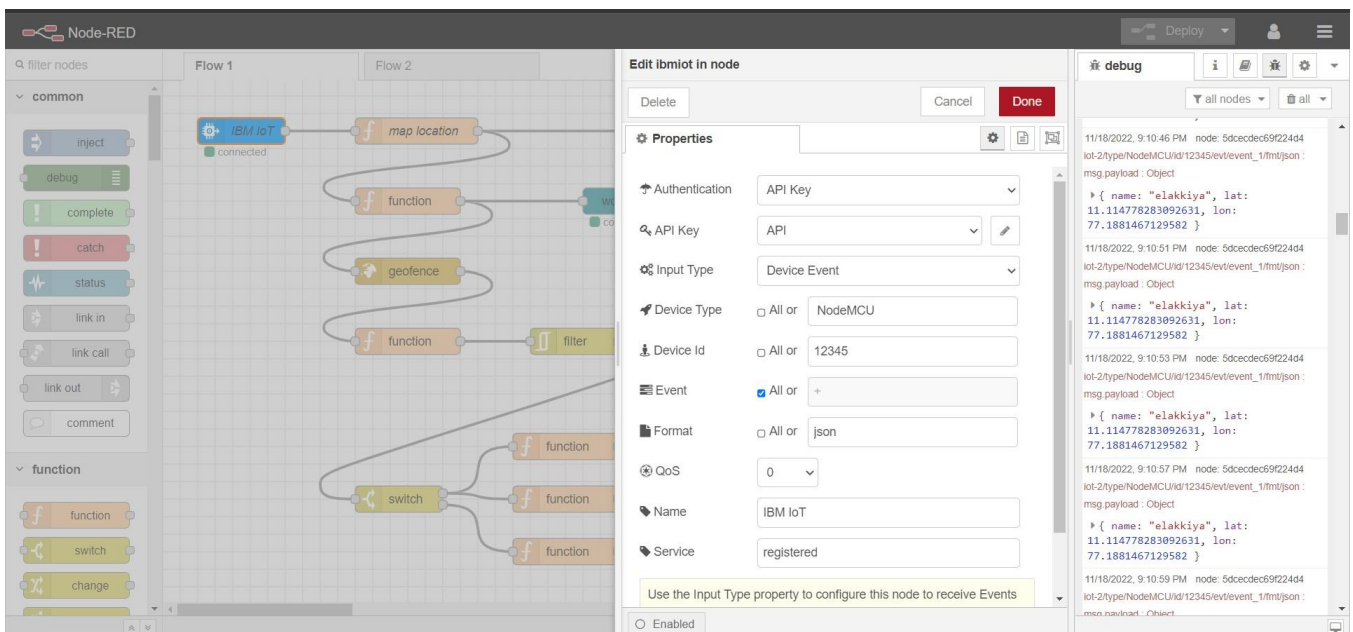 Node-RED
Deploy
filter nodes
Flow 1
Flow 2
common
inject
debug
complete
catch
status
link in
link call
link out
comment
function
function
switch
change
IBM IoT
connected
map location
function
geofence
function
filter
switch
function
function
function
Edit ibmiot in node
Delete
Cancel
Done
Properties
Authentication
API Key
API Key
API
Input Type
Device Event
Device Type
All or
NodeMCU
Device Id
All or
12345
Event
All or
+
Format
All or
json
QoS
0
Name
IBM IoT
Service
registered
Use the Input Type property to configure this node to receive Events
Enabled
debug
all nodes
all
11/18/2022, 9:10:46 PM node: 5dcecdec69f224d4
iot-2/type/NodeMCU/id/12345/evt/event_1/fmt/json :
msg.payload : Object
{ name: "elakkiya", lat:
11.114778283092631, lon:
77.1881467129582 }
11/18/2022, 9:10:51 PM node: 5dcecdec69f224d4
iot-2/type/NodeMCU/id/12345/evt/event_1/fmt/json :
msg.payload : Object
{ name: "elakkiya", lat:
11.114778283092631, lon:
77.1881467129582 }
11/18/2022, 9:10:53 PM node: 5dcecdec69f224d4
iot-2/type/NodeMCU/id/12345/evt/event_1/fmt/json :
msg.payload : Object
{ name: "elakkiya", lat:
11.114778283092631, lon:
77.1881467129582 }
11/18/2022, 9:10:57 PM node: 5dcecdec69f224d4
iot-2/type/NodeMCU/id/12345/evt/event_1/fmt/json :
msg.payload : Object
{ name: "elakkiya", lat:
11.114778283092631, lon:
77.1881467129582 }
11/18/2022, 9:10:59 PM node: 5dcecdec69f224d4
iot-2/type/NodeMCU/id/12345/evt/event_1/fmt/json :
msg.payload : Object